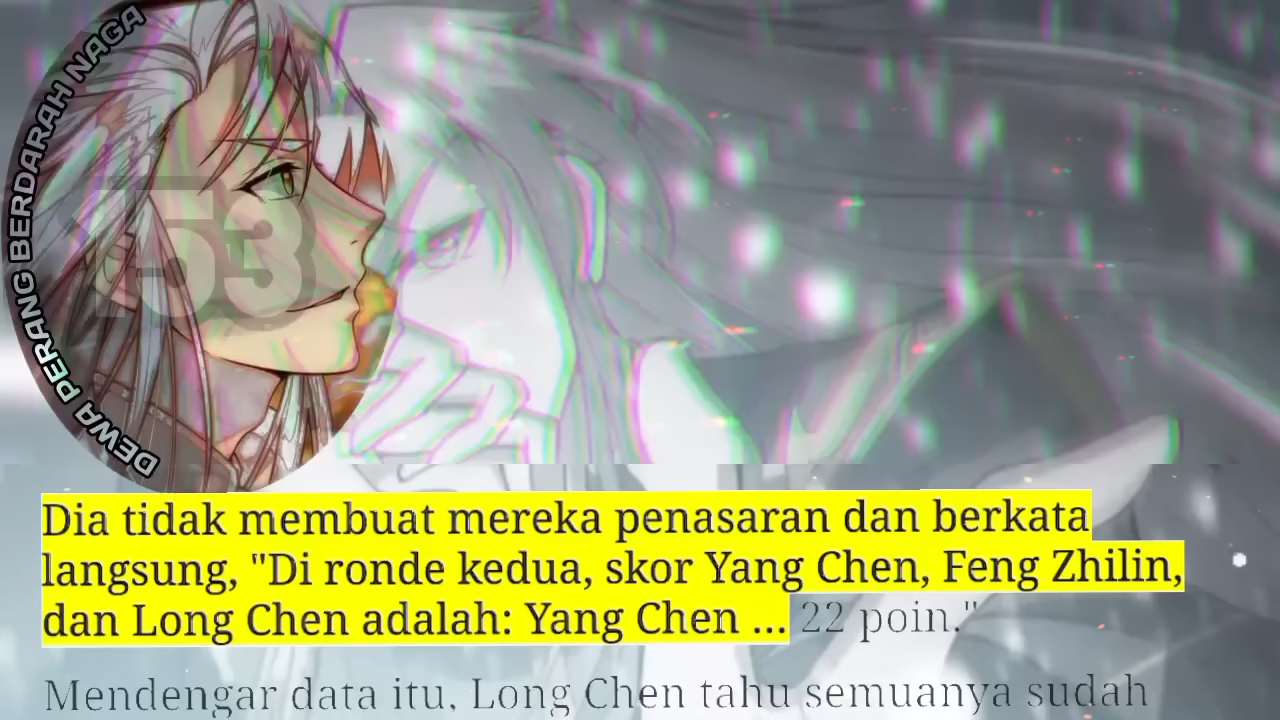 DEWA PERANG BERDARAH NAGA
153
Dia tidak membuat mereka penasaran dan berkata
langsung, "Di ronde kedua, skor Yang Chen, Feng Zhilin,
dan Long Chen adalah: Yang Chen ... 22 poin."
Mendengar data itu, Long Chen tahu semuanya sudah